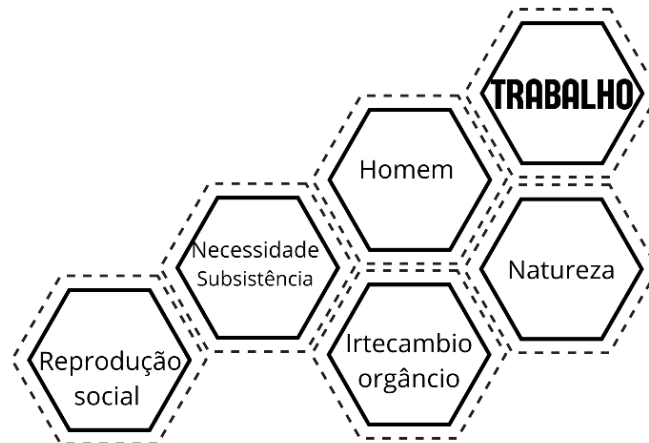 TRABALHO
Homem
Necessidade
Subsistência
Natureza
Reprodução
social
Irtecambio
orgâncio